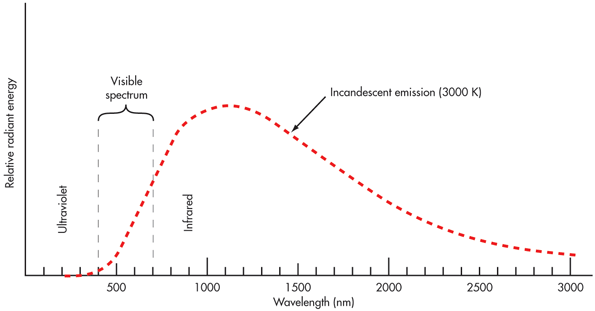 Visible
spectrum
Incandescent emission (3000 K)
Relative radiant energy
Ultraviolet
Infrared
500
1000
1500
2000
2500
3000
Wavelength (nm)